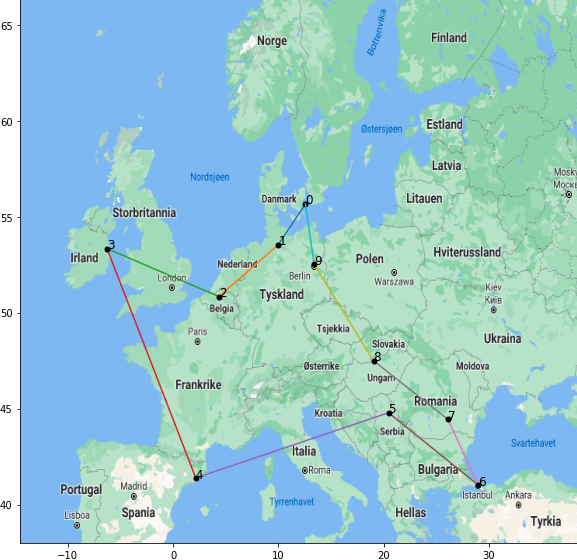 65
60
55
50
45
40
−10
0
10
20
30
Norge
Bottenvika
Finland
Estland
Østersjøen
Latvia
Nordsjøen
Danmark
0
Litauen
Storbritannia
Irland
3
1
Nederland
9
Berlin
Polen
Warszawa
Hviterussland
London
2
Belgia
Tyskland
Kiev
Київ
Paris
Tsjekkia
Slovakia
Ukraina
Østerrike
8
Ungarn
Moldova
Frankrike
Kroatia
5
Serbia
Romania
7
Italia
Roma
Bulgaria
Svartehavet
4
6
Istanbul
Ankara
Portugal
Madrid
Lisboa
Spania
Tyrrenhavet
Hellas
Tyrkia